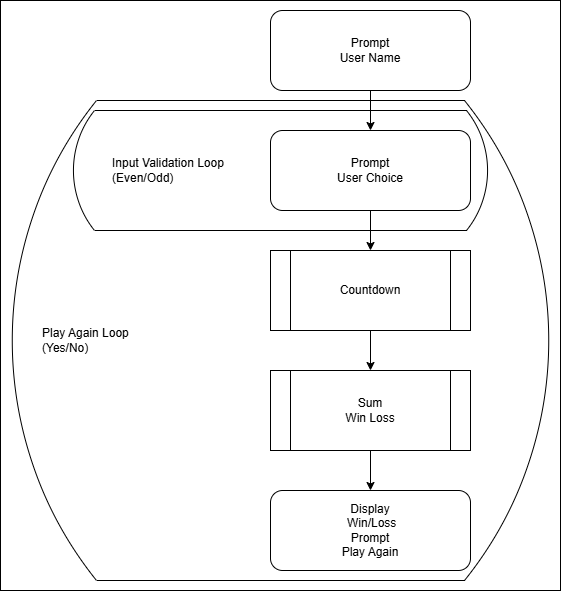 Prompt
User Name
Input Validation Loop
(Even/Odd)
Prompt
User Choice
Countdown
Play Again Loop
(Yes/No)
Sum
Win Loss
Display
Win/Loss
Prompt
Play Again